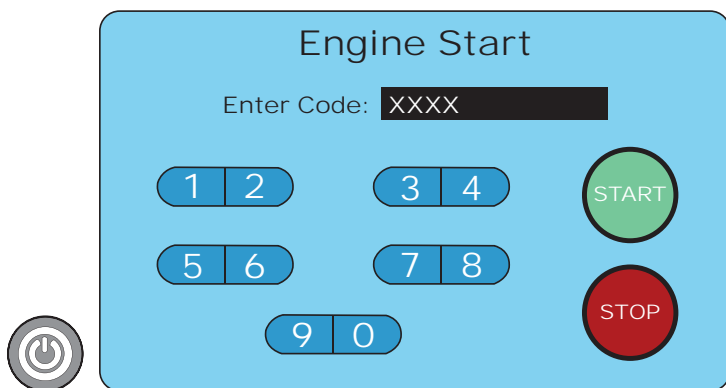 Engine Start
Enter Code: XXXX
1 2 3 4
START
5 6 7 8
STOP
9 0